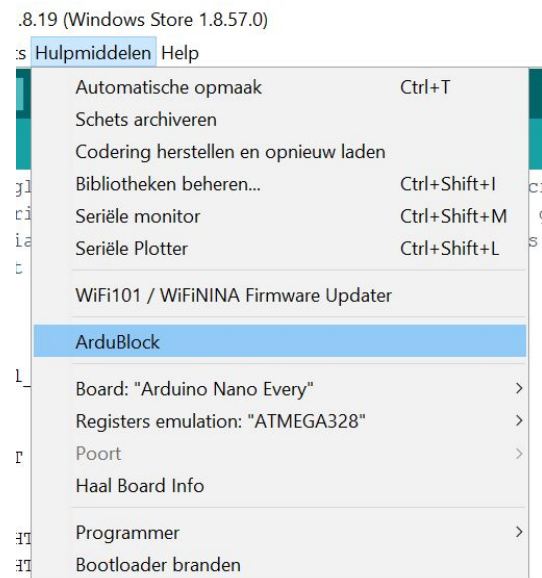 .8.19 (Windows Store 1.8.57.0)
s Hulpmiddelen Help
Automatische opmaak Ctrl+T
Schets archiveren
Codering herstellen en opnieuw laden
Bibliotheken beheren... Ctrl+Shift+I
Seriële monitor Ctrl+Shift+M
Seriële Plotter Ctrl+Shift+L
WiFi101 / WiFiNINA Firmware Updater
ArduBlock
Board: "Arduino Nano Every"
Registers emulation: "ATMEGA328"
Poort
Haal Board Info
Programmer
Bootloader branden